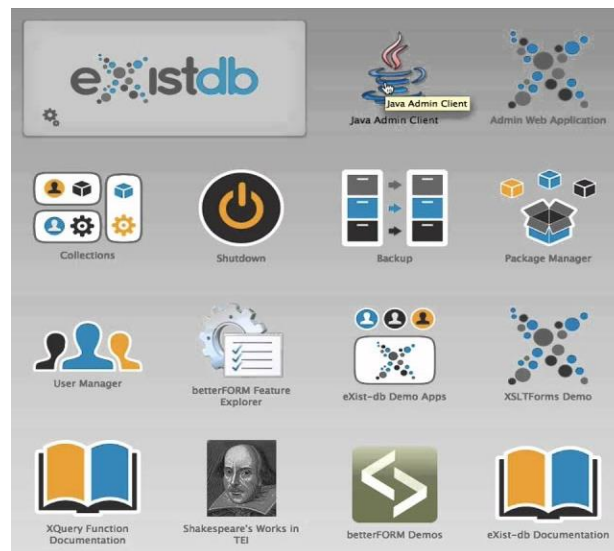 eXistdb
Java Admin Client
Java Admin Client
Admin Web Application
Collections
Shutdown
Backup
Package Manager
User Manager
betterFORM Feature
Explorer
eXist-db Demo Apps
XSLTForms Demo
XQuery Function
Documentation
Shakespeare's Works in
TEI
betterFORM Demos
eXist-db Documentation